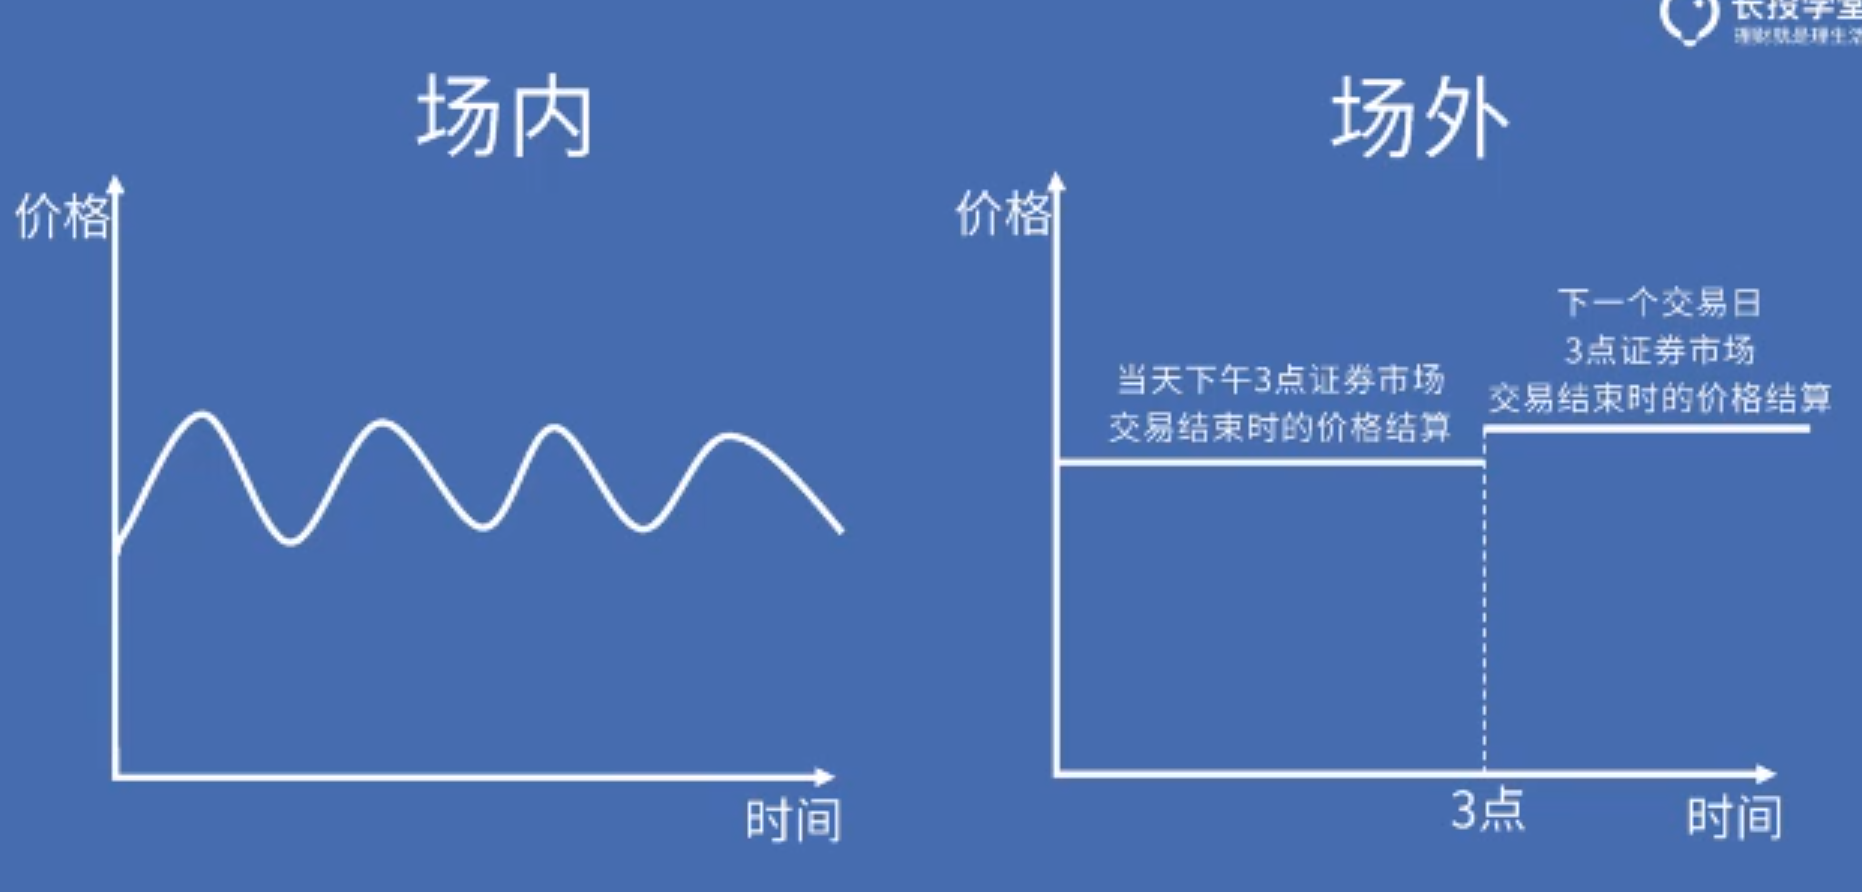 长投学堂
理财就是理生活
场内
价格
时间
场外
价格
当天下午3点证券市场
交易结束时的价格结算
下一个交易日
3点证券市场
交易结束时的价格结算
3点
时间